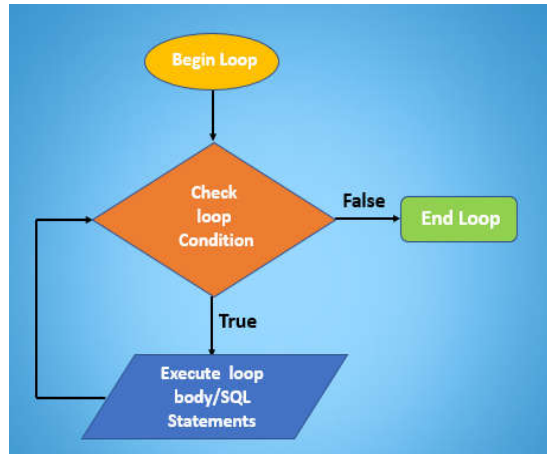 Begin Loop
Check
loop
Condition
False
End Loop
True
Execute loop
body/SQL
Statements